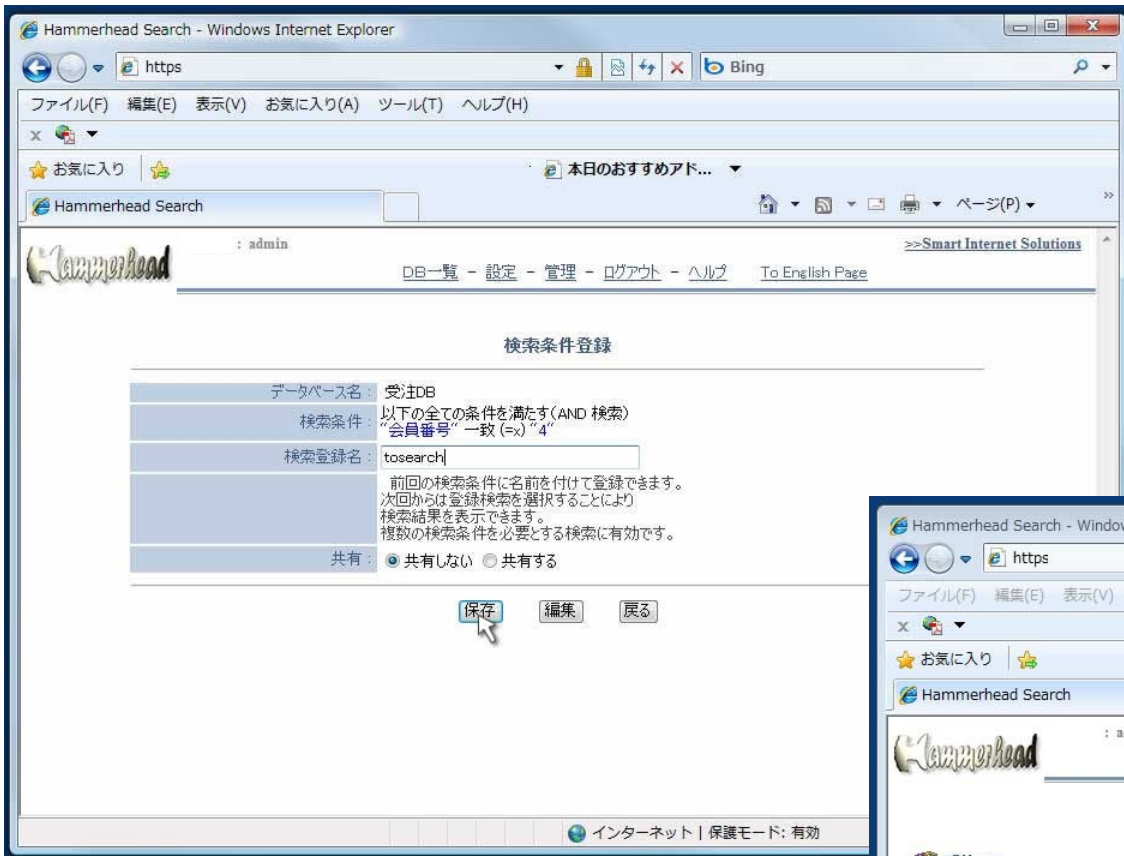 Hammerhead Search - Windows Internet Explorer
https
Bing
ファイル(F) 編集(E) 表示(V) お気に入り(A) ツール(T) ヘルプ(H)
x
お気に入り
本日のおすすめアド...
Hammerhead Search
ページ(P)
Hammerhead
: admin
>>Smart Internet Solutions
DB一覧 - 設定 - 管理 - ログアウト - ヘルプ To English Page
検索条件登録
データベース名 : 受注DB
検索条件 : 以下の全ての条件を満たす(AND 検索)
"会員番号" 一致 (=x) "4"
検索登録名 : tosearch
前回の検索条件に名前を付けて登録できます。
次回からは登録検索を選択することにより
検索結果を表示できます。
複数の検索条件を必要とする検索に有効です。
共有 : 共有しない 共有する
保存 編集 戻る
インターネット | 保護モード: 有効
Hammerhead Search - Window
https
ファイル(F) 編集(E) 表示(V)
x
お気に入り
Hammerhead Search
Hammerhead
: a